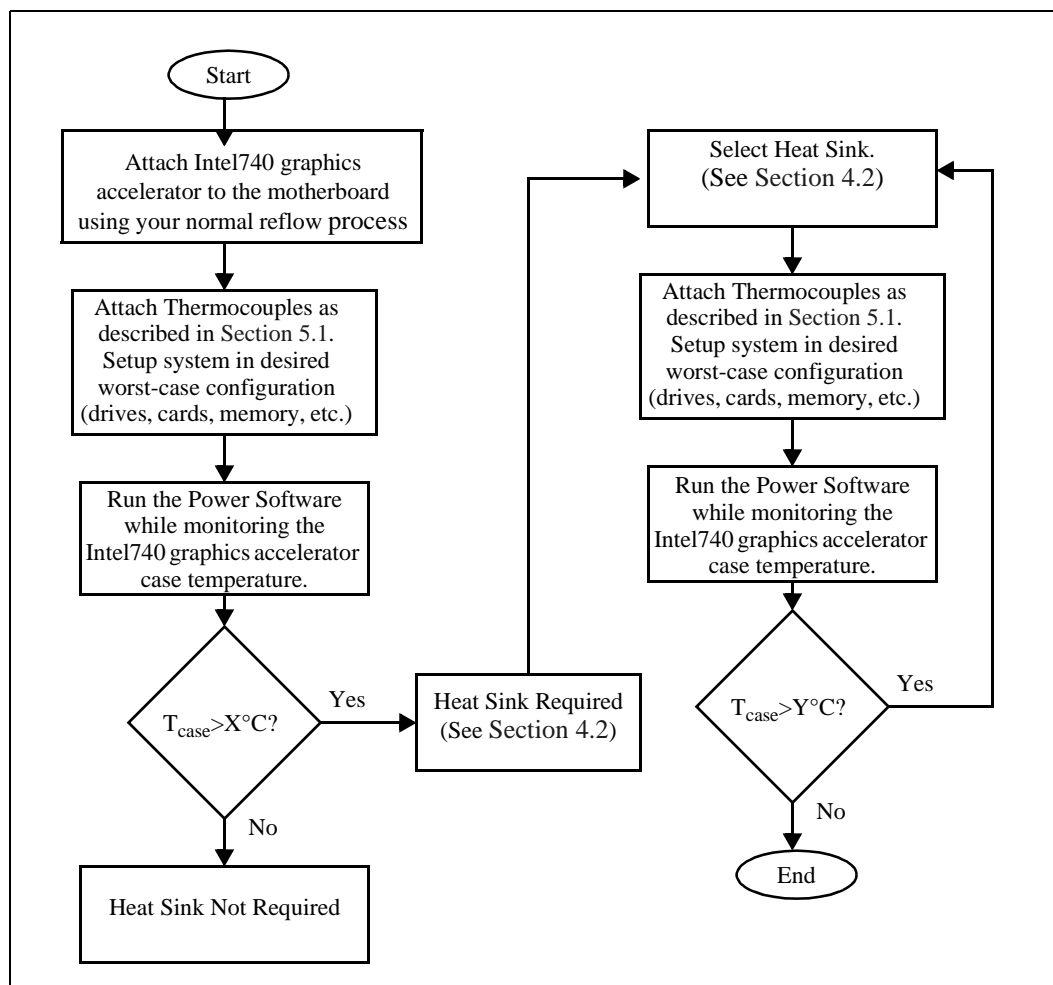 Start
Attach Intel740 graphics
accelerator to the motherboard
using your normal reflow process
Attach Thermocouples as
described in Section 5.1.
Setup system in desired
worst-case configuration
(drives, cards, memory, etc.)
Run the Power Software
while monitoring the
Intel740 graphics accelerator
case temperature.
Tcase>X°C?
Yes
No
Heat Sink Not Required
Heat Sink Required
(See Section 4.2)
Select Heat Sink.
(See Section 4.2)
Attach Thermocouples as
described in Section 5.1.
Setup system in desired
worst-case configuration
(drives, cards, memory, etc.)
Run the Power Software
while monitoring the
Intel740 graphics accelerator
case temperature.
Tcase>Y°C?
Yes
No
End